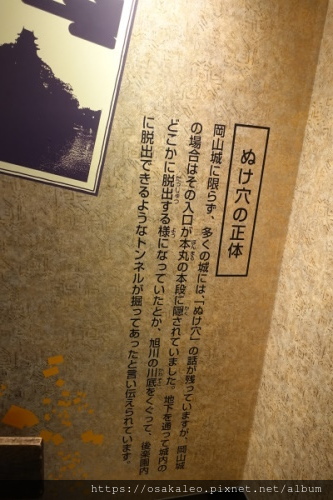 ぬけ穴の正体
岡山城に限らず、多くの城には、「ぬけ穴」の話が残っていますが、岡山城
の場合はその入口が本丸の本段に隠されていました。地下を通って城内の
どこかに脱出する様になっていたとか、旭川の川底をくぐって、後楽園内
に脱出できるようなトンネルが掘ってあったと言い伝えられています。
https://osakaleo.pixnet.net/album